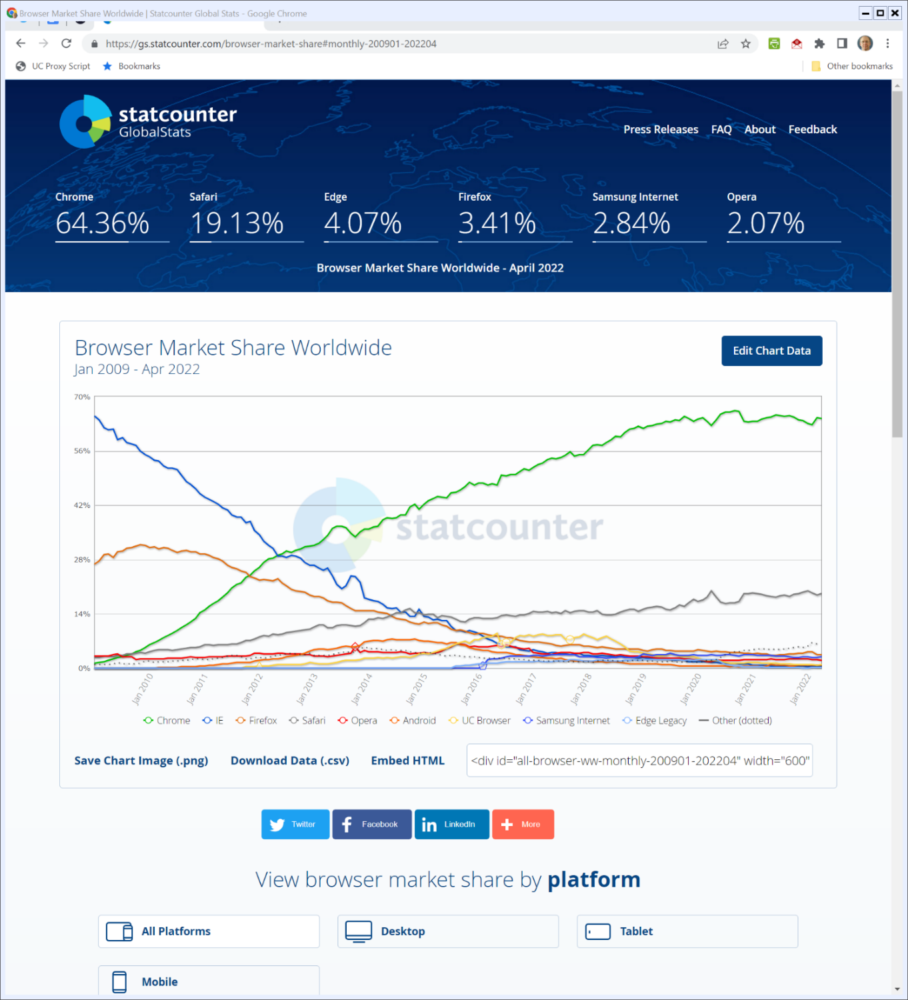 Browser Market Share Worldwide | Statcounter Global Stats - Google Chrome
https://gs.statcounter.com/browser-market-share#monthly-200901-202204
UC Proxy Script Bookmarks Other bookmarks
statcounter
GlobalStats
Press Releases FAQ About Feedback
Chrome Safari Edge Firefox Samsung Internet Opera
64.36% 19.13% 4.07% 3.41% 2.84% 2.07%
Browser Market Share Worldwide - April 2022
Browser Market Share Worldwide
Jan 2009 - Apr 2022
Edit Chart Data
70%
56%
42%
statcounter
28%
14%
0%
Jan 2010 Jan 2011 Jan 2012 Jan 2013 Jan 2014 Jan 2015 Jan 2016 Jan 2017 Jan 2018 Jan 2019 Jan 2020 Jan 2021 Jan 2022
Chrome IE Firefox Safari Opera Android UC Browser Samsung Internet Edge Legacy Other (dotted)
Save Chart Image (.png) Download Data (.csv) Embed HTML <div id="all-browser-ww-monthly-200901-202204" width="600"
Twitter Facebook LinkedIn More
View browser market share by platform
All Platforms Desktop Tablet
Mobile